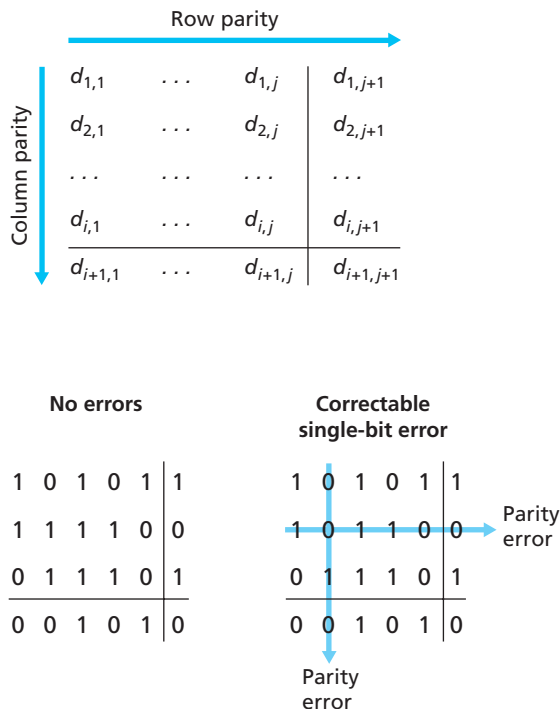 Row parity
Column parity
d1,1 . . . d1,j d1,j+1
d2,1 . . . d2,j d2,j+1
. . . . . . . . . . . .
di,1 . . . di,j di,j+1
di+1,1 . . . di+1,j di+1,j+1
No errors
1 0 1 0 1 1
1 1 1 1 0 0
0 1 1 1 0 1
0 0 1 0 1 0
Correctable
single-bit error
1 0 1 0 1 1
1 0 1 1 0 0
0 1 1 1 0 1
0 0 1 0 1 0
Parity
error
Parity
error